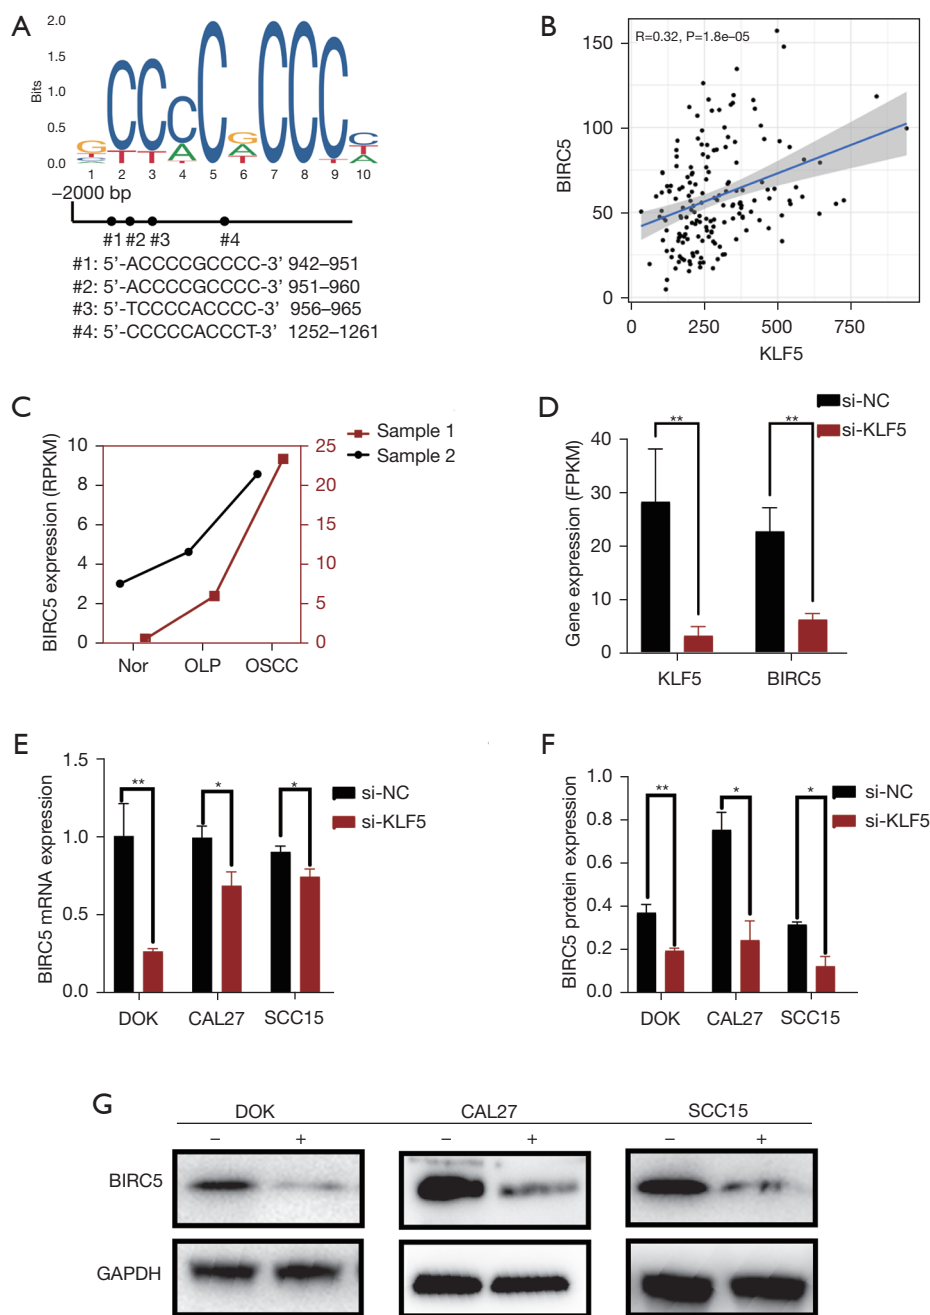 A
Bits
2.0
1.5
1.0
0.5
0.0
1 2 3 4 5 6 7 8 9 10
−2000 bp
#1 #2 #3 #4
#1: 5'-ACCCCGCCCC-3' 942–951
#2: 5'-ACCCCGCCCC-3' 951–960
#3: 5'-TCCCCACCCC-3' 956–965
#4: 5'-CCCCCACCCT-3' 1252–1261
B
R=0.32, P=1.8e−05
BIRC5
150
100
50
0
0 250 500 750
KLF5
C
BIRC5 expression (RPKM)
10
8
6
4
2
0
25
20
15
10
5
0
Nor OLP OSCC
Sample 1
Sample 2
D
si-NC
si-KLF5
Gene expression (FPKM)
40
30
20
10
0
** **
KLF5 BIRC5
E
BIRC5 mRNA expression
1.5
1.0
0.5
0.0
** * *
DOK CAL27 SCC15
si-NC
si-KLF5
F
BIRC5 protein expression
1.0
0.8
0.6
0.4
0.2
0.0
** * *
DOK CAL27 SCC15
si-NC
si-KLF5
G
DOK CAL27 SCC15
− + − + − +
BIRC5
GAPDH